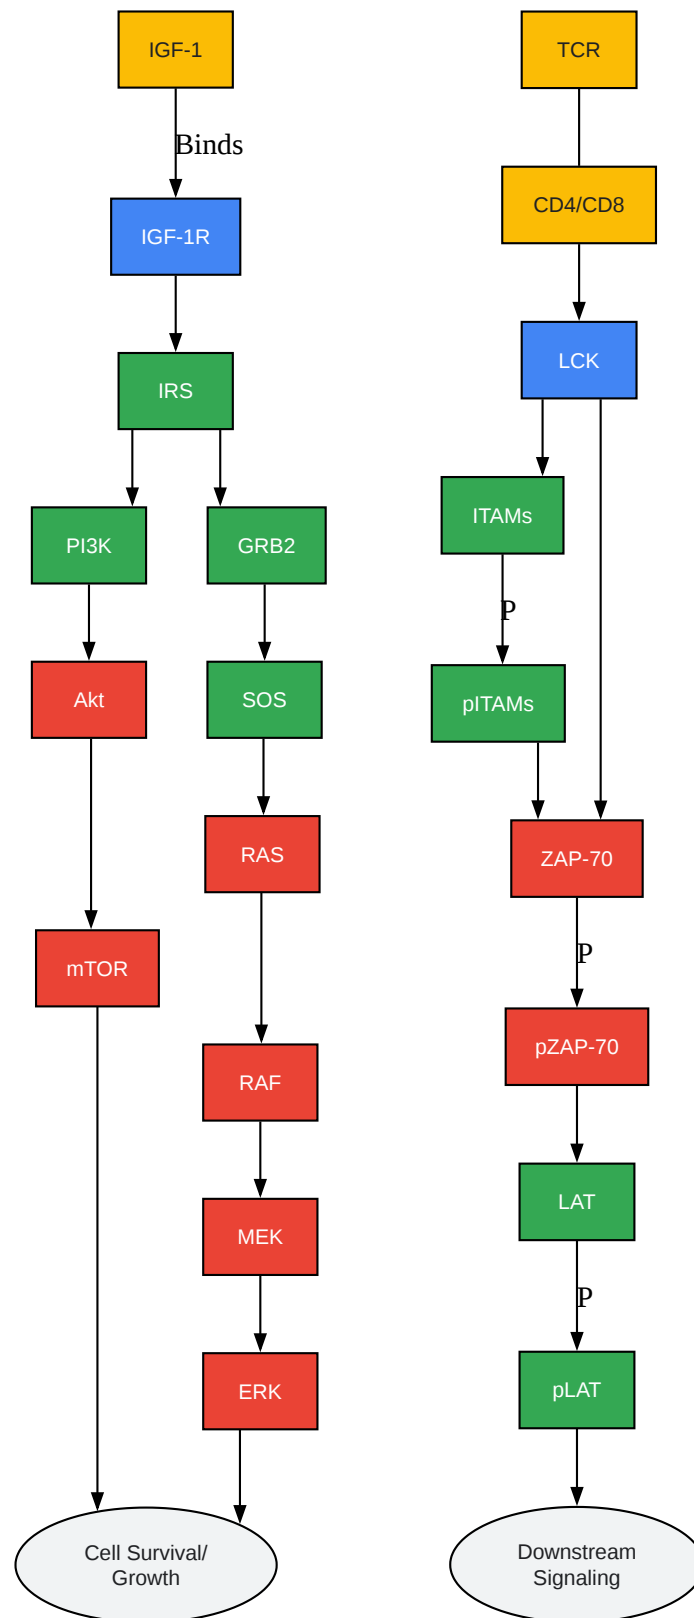 IGF-1
Binds
IGF-1R
IRS
PI3K
GRB2
Akt
SOS
RAS
mTOR
RAF
MEK
ERK
Cell Survival/
Growth
TCR
CD4/CD8
LCK
ITAMs
P
pITAMs
ZAP-70
P
pZAP-70
LAT
P
pLAT
Downstream
Signaling